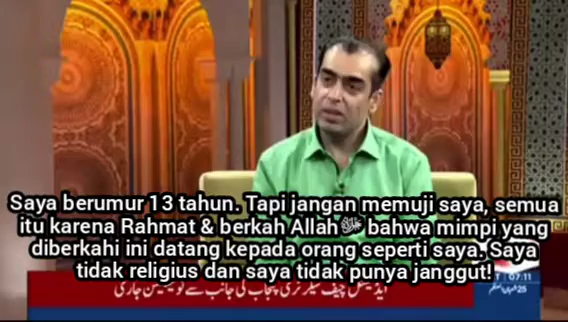 Saya berumur 13 tahun. Tapi jangan memuji saya, semua
itu karena Rahmat & berkah Allah ﷻ bahwa mimpi yang
diberkahi ini datang kepada orang seperti saya. Saya
tidak religius dan saya tidak punya janggut!
07:11
ایڈیشنل چیف سیکرٹری پنجاب کی جانب سے نوٹیفکیشن جاری